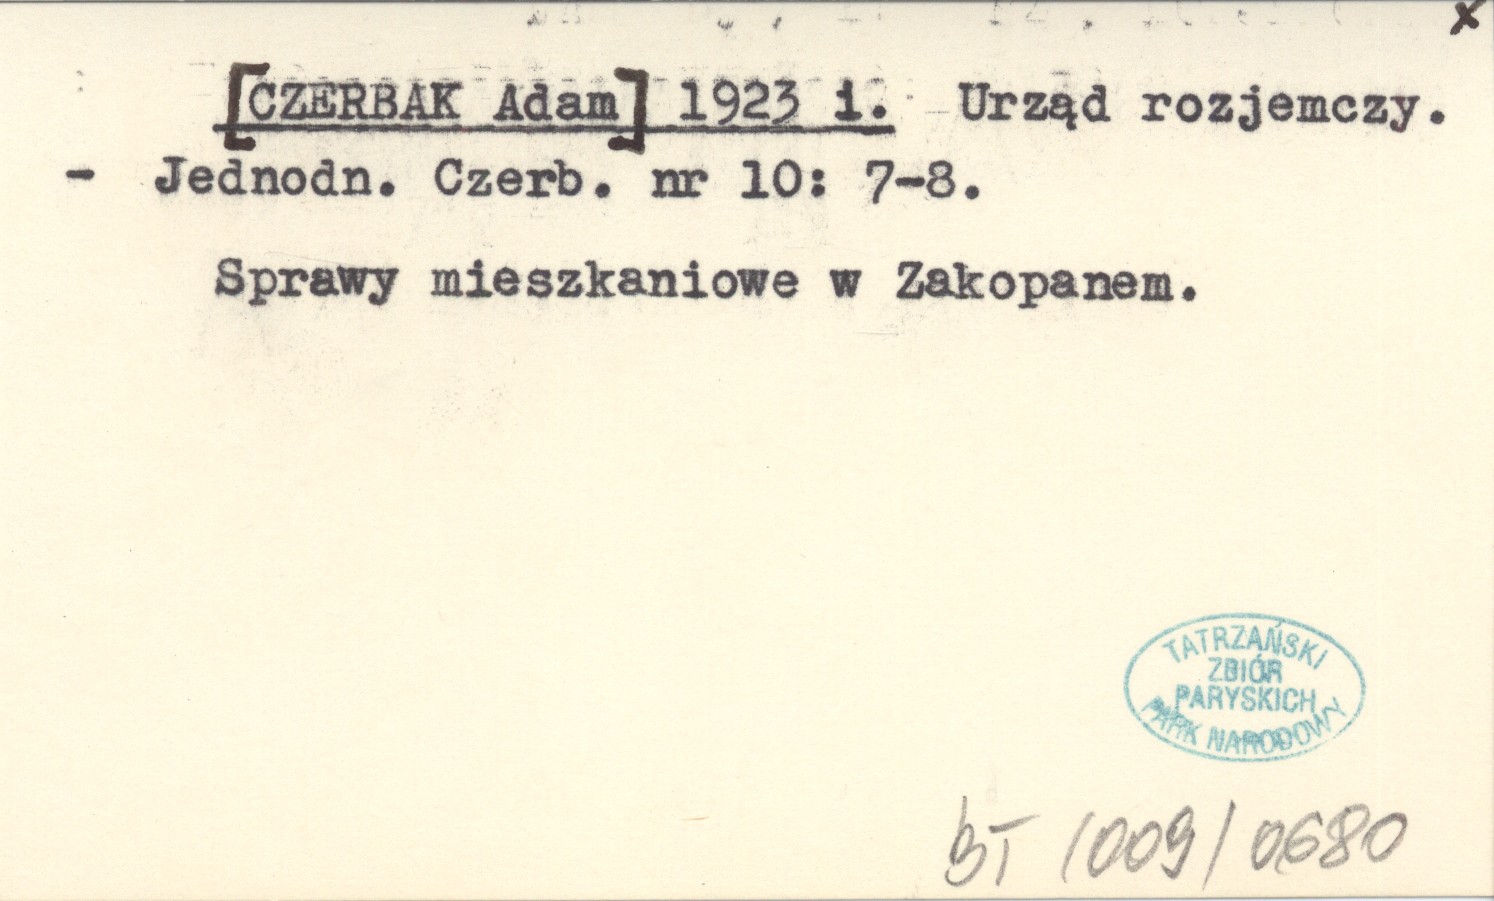 x
[CZERBAK Adam] 1923 i. Urząd rozjemczy.
- Jednodn. Czerb. nr 10: 7-8.
Sprawy mieszkaniowe w Zakopanem.
TATRZAŃSKI
ZBIÓR
PARYSKICH
PARK NARODOWY
BT /009/0680